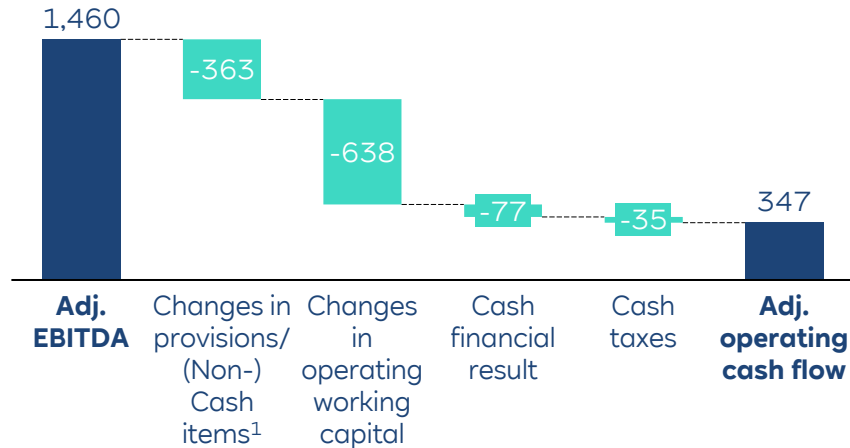 1,460
-363
-638
-77
-35
347
Adj.
EBITDA
Changes in
provisions/
(Non-)
Cash
items¹
Changes
in
operating
working
capital
Cash
financial
result
Cash
taxes
Adj.
operating
cash flow